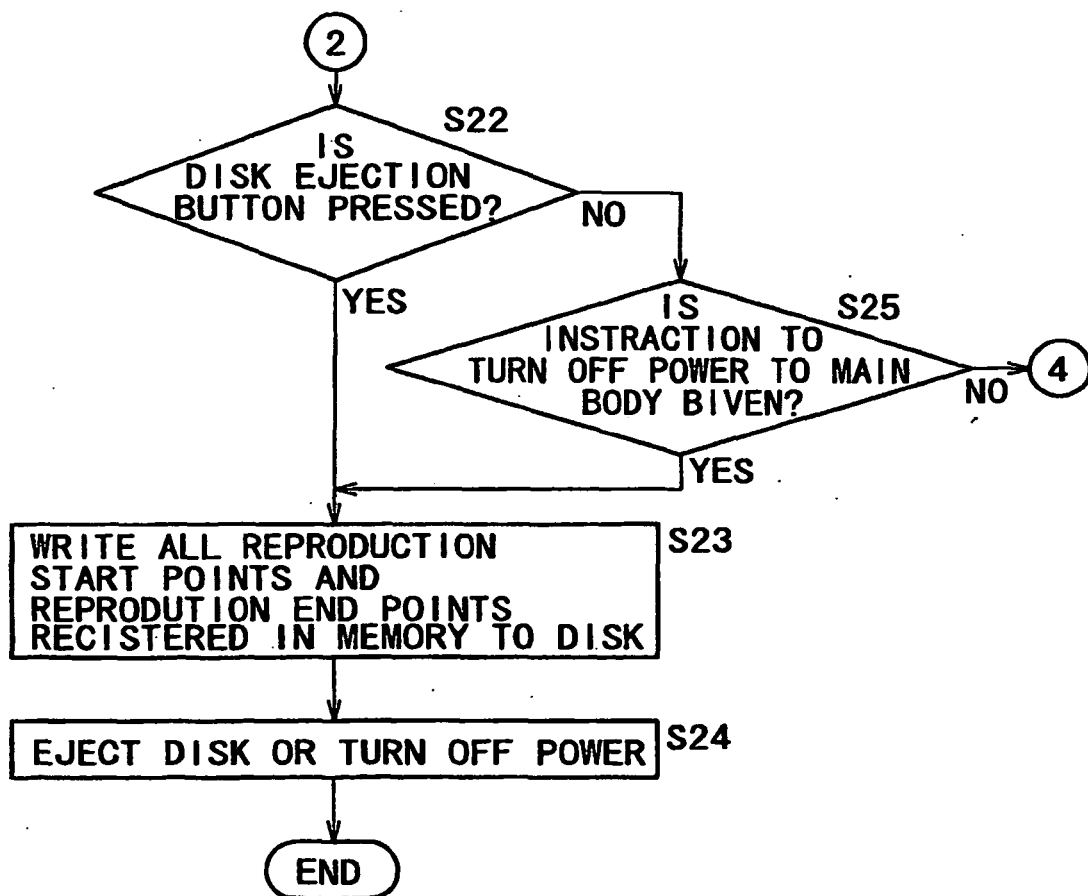 2
S22
IS
DISK EJECTION
BUTTON PRESSED?
NO
YES
S25
IS
INSTRACTION TO
TURN OFF POWER TO MAIN
BODY BIVEN?
NO
4
YES
S23
WRITE ALL REPRODUCTION
START POINTS AND
REPRODUTION END POINTS
RECISTERED IN MEMORY TO DISK
S24
EJECT DISK OR TURN OFF POWER
END